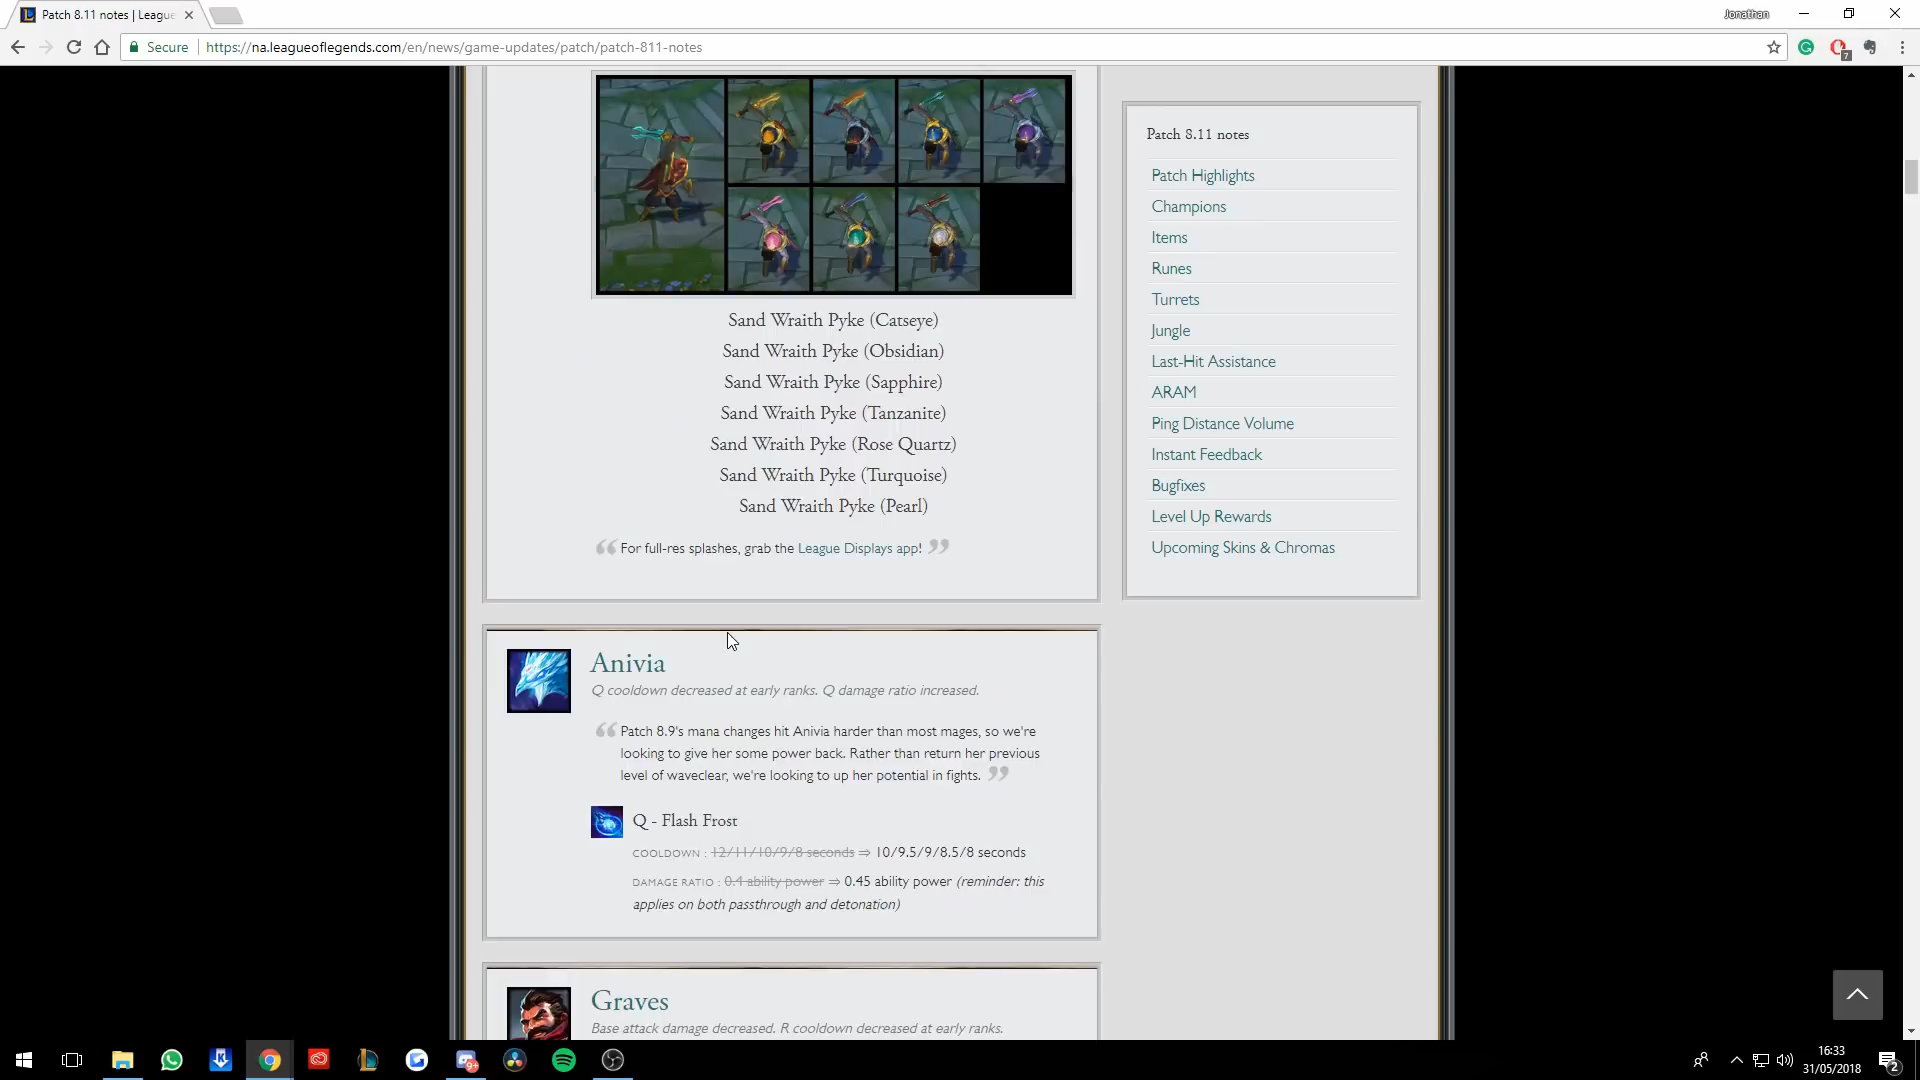 Patch 8.11 notes | Leagu
Jonathan
Secure
https://na.leagueoflegends.com/en/news/game-updates/patch/patch-811-notes
7
Sand Wraith Pyke (Catseye)
Sand Wraith Pyke (Obsidian)
Sand Wraith Pyke (Sapphire)
Sand Wraith Pyke (Tanzanite)
Sand Wraith Pyke (Rose Quartz)
Sand Wraith Pyke (Turquoise)
Sand Wraith Pyke (Pearl)
“ For full-res splashes, grab the League Displays app! ”
Patch 8.11 notes
Patch Highlights
Champions
Items
Runes
Turrets
Jungle
Last-Hit Assistance
ARAM
Ping Distance Volume
Instant Feedback
Bugfixes
Level Up Rewards
Upcoming Skins & Chromas
Anivia
Q cooldown decreased at early ranks. Q damage ratio increased.
“ Patch 8.9's mana changes hit Anivia harder than most mages, so we're
looking to give her some power back. Rather than return her previous
level of waveclear, we're looking to up her potential in fights. ”
Q - Flash Frost
COOLDOWN : 12/11/10/9/8 seconds ⇒ 10/9.5/9/8.5/8 seconds
DAMAGE RATIO : 0.4 ability power ⇒ 0.45 ability power (reminder: this
applies on both passthrough and detonation)
Graves
Base attack damage decreased. R cooldown decreased at early ranks.
9+
16:33
31/05/2018
2